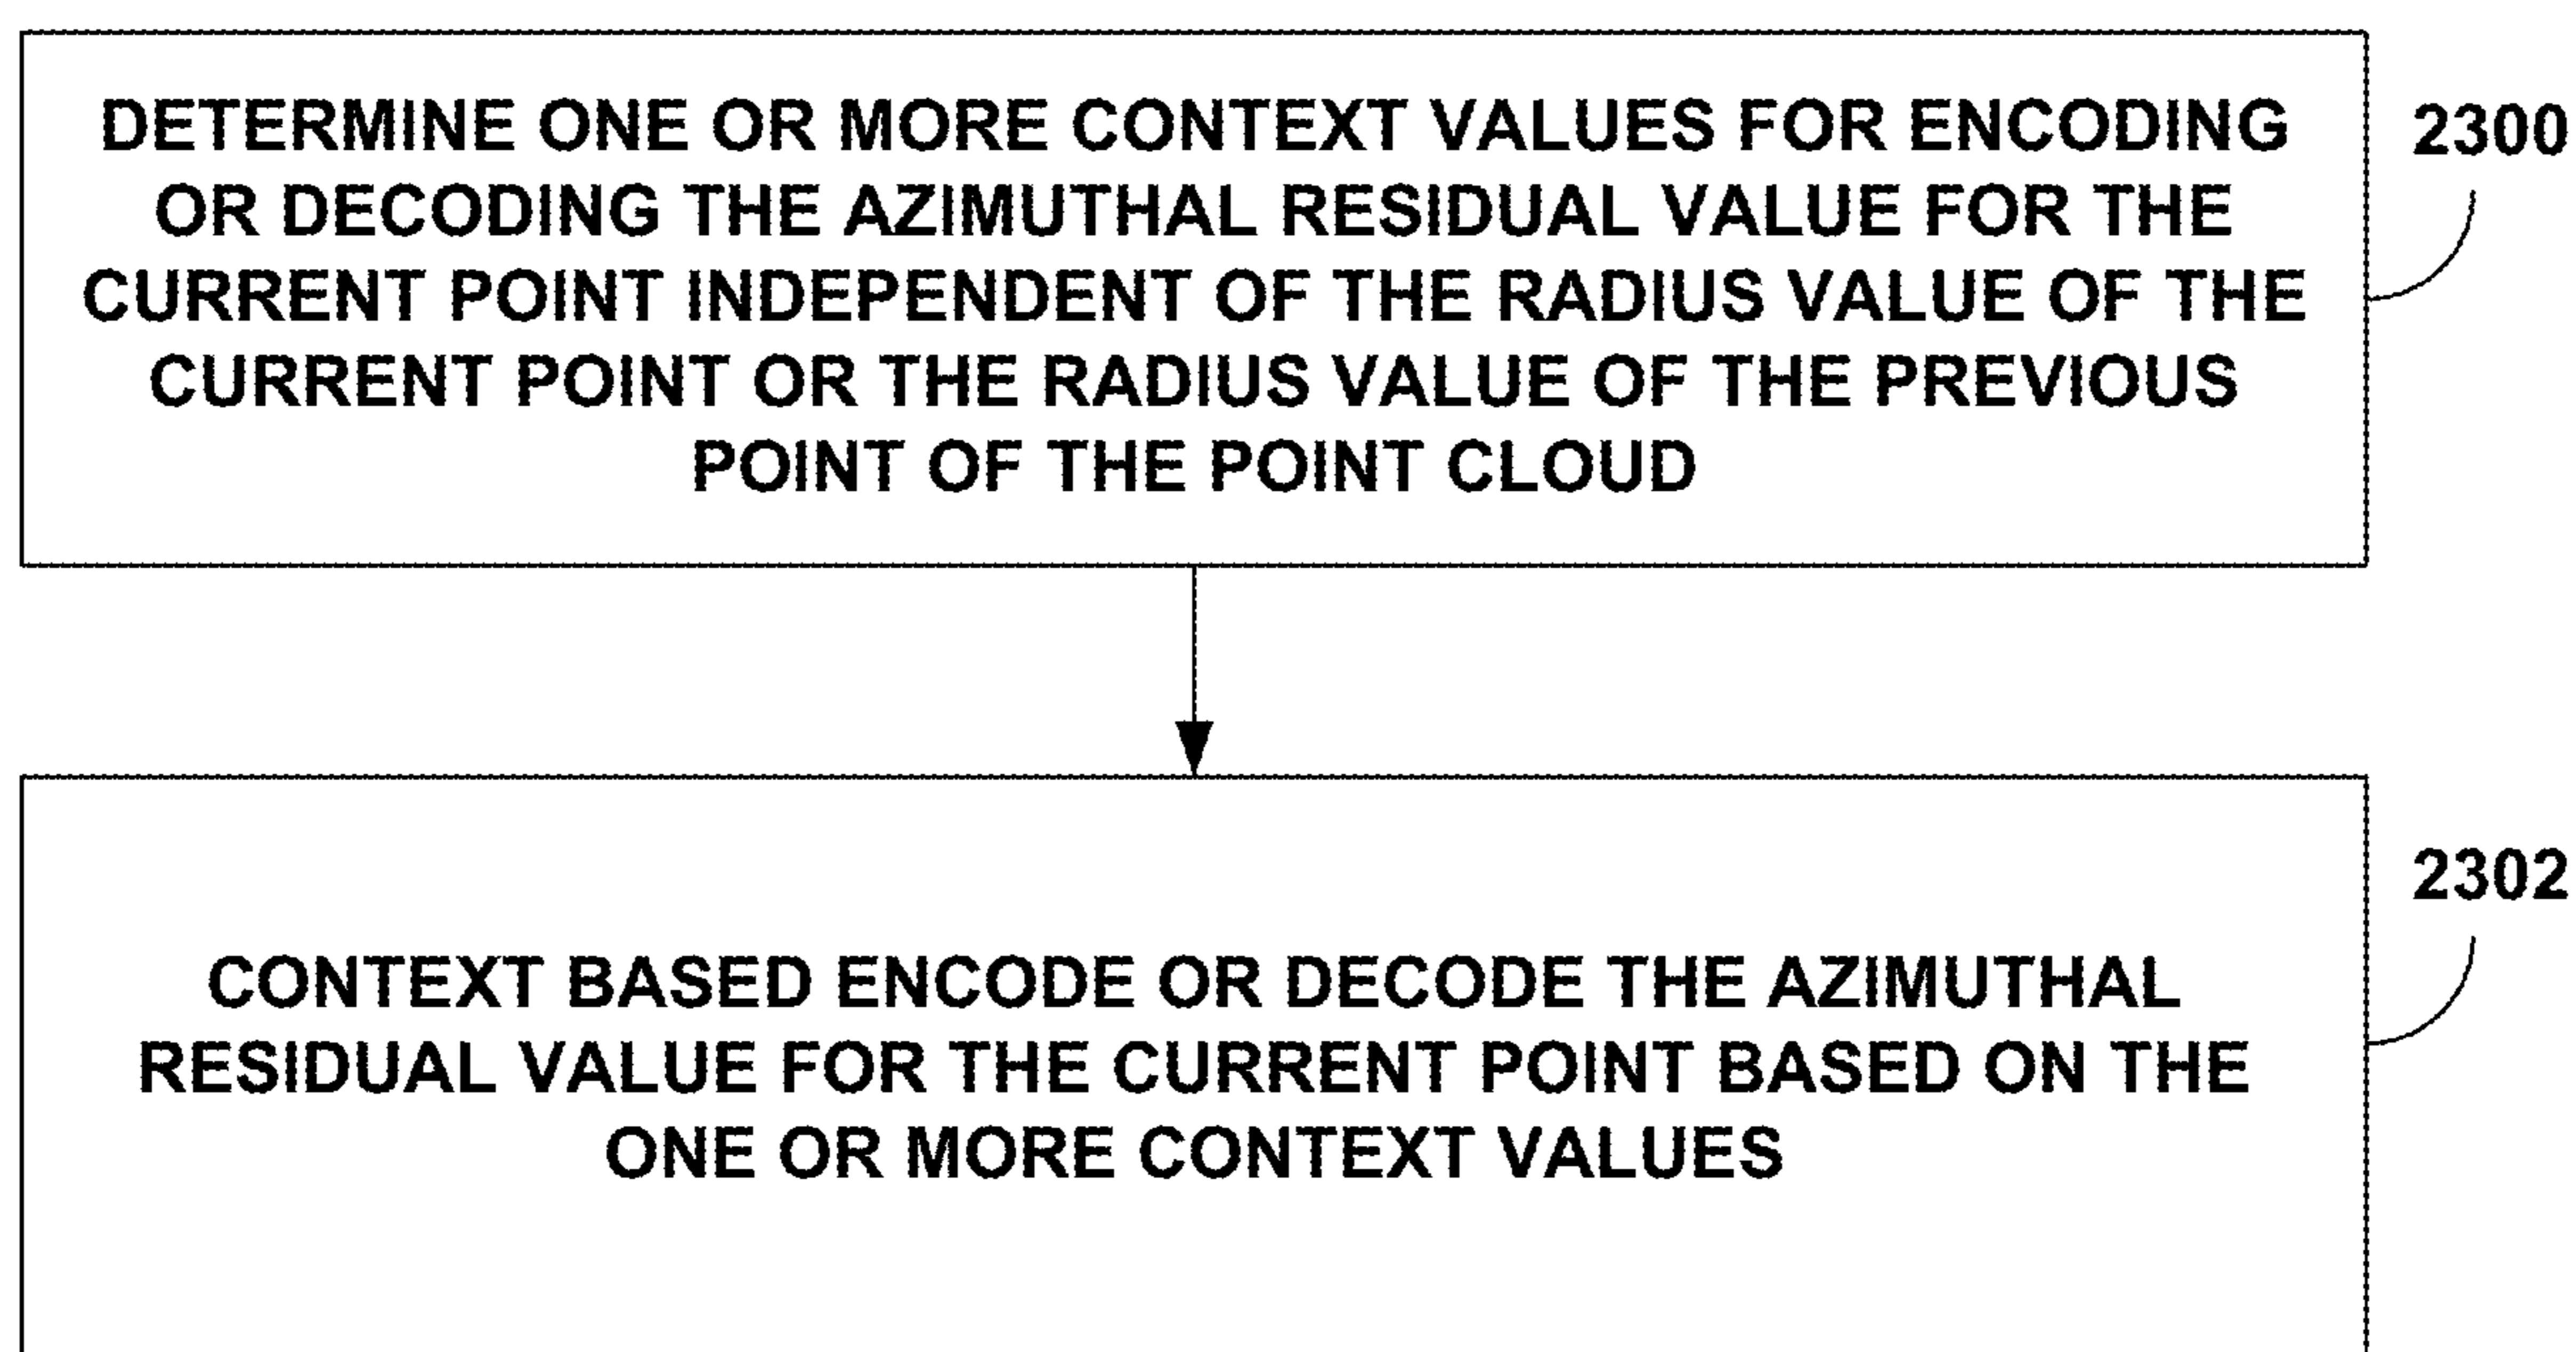 DETERMINE ONE OR MORE CONTEXT VALUES FOR ENCODING
OR DECODING THE AZIMUTHAL RESIDUAL VALUE FOR THE
CURRENT POINT INDEPENDENT OF THE RADIUS VALUE OF THE
CURRENT POINT OR THE RADIUS VALUE OF THE PREVIOUS
POINT OF THE POINT CLOUD
2300
CONTEXT BASED ENCODE OR DECODE THE AZIMUTHAL
RESIDUAL VALUE FOR THE CURRENT POINT BASED ON THE
ONE OR MORE CONTEXT VALUES
2302